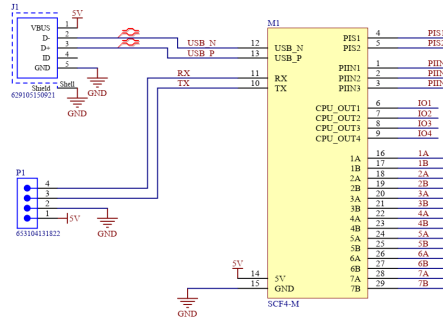 J1
VBUS 1 5V
D- 2
D+ 3
ID 4
GND 5
Shield Shell
629105150921
GND
GND
USB_N 12
USB_P 13
RX 11
TX 10
P1
4
3
2
1
5V
653104131822
GND
5V
14
15
GND
M1
USB_N
USB_P
RX
TX
5V
GND
SCF4-M
PIS1 4 PIS1
PIS2 5 PIS2
PIIN1 1
PIIN2 2
PIIN3 3
CPU_OUT1 6 IO1
CPU_OUT2 7 IO2
CPU_OUT3 8 IO3
CPU_OUT4 9 IO4
1A 16 1A
1B 17 1B
2A 18 2A
2B 19 2B
3A 20 3A
3B 21 3B
4A 22 4A
4B 23 4B
5A 24 5A
5B 25 5B
6A 26 6A
6B 27 6B
7A 28 7A
7B 29 7B